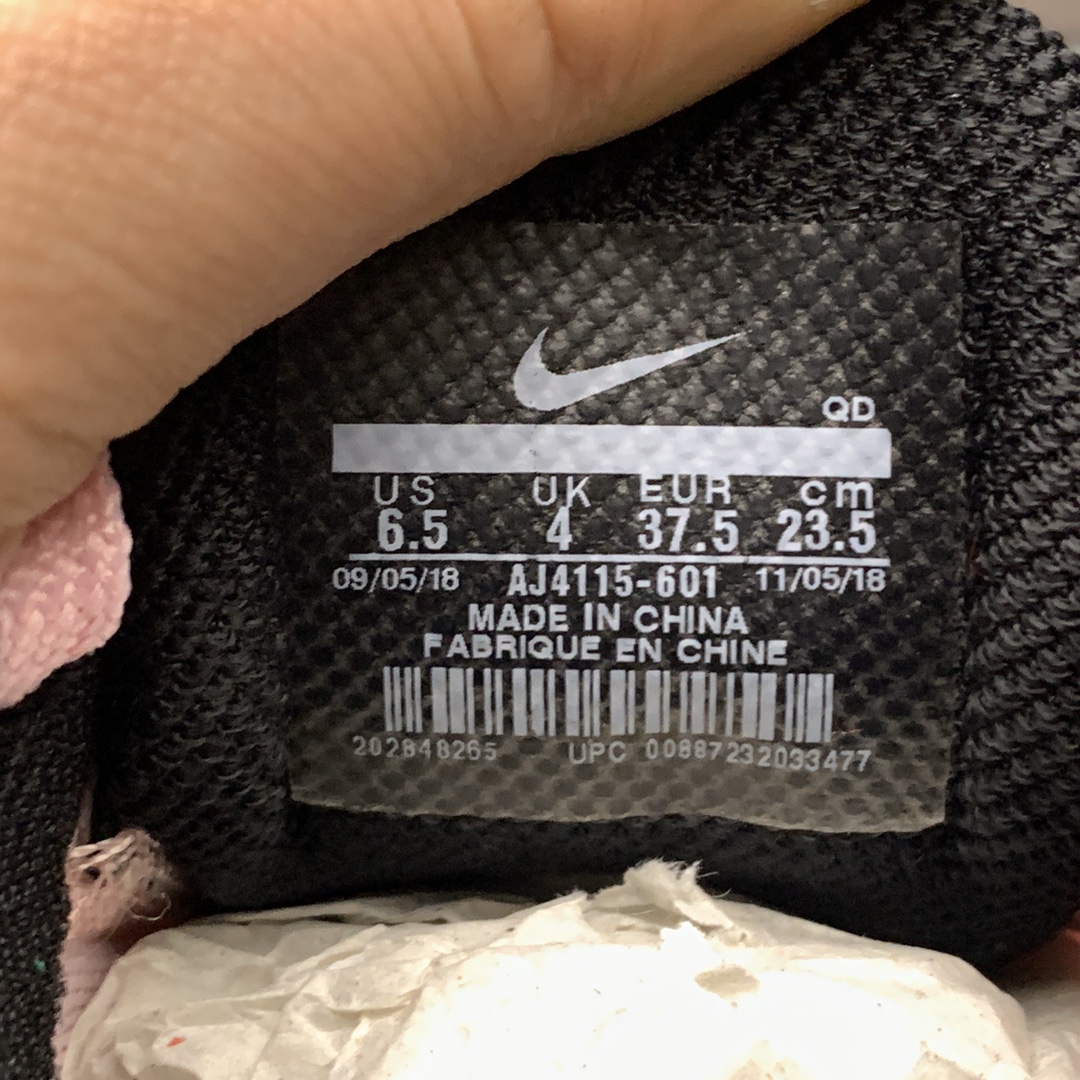 QD
US UK EUR cm
6.5 4 37.5 23.5
09/05/18 AJ4115-601 11/05/18
MADE IN CHINA
FABRIQUE EN CHINE
202848265 UPC 00887232033477